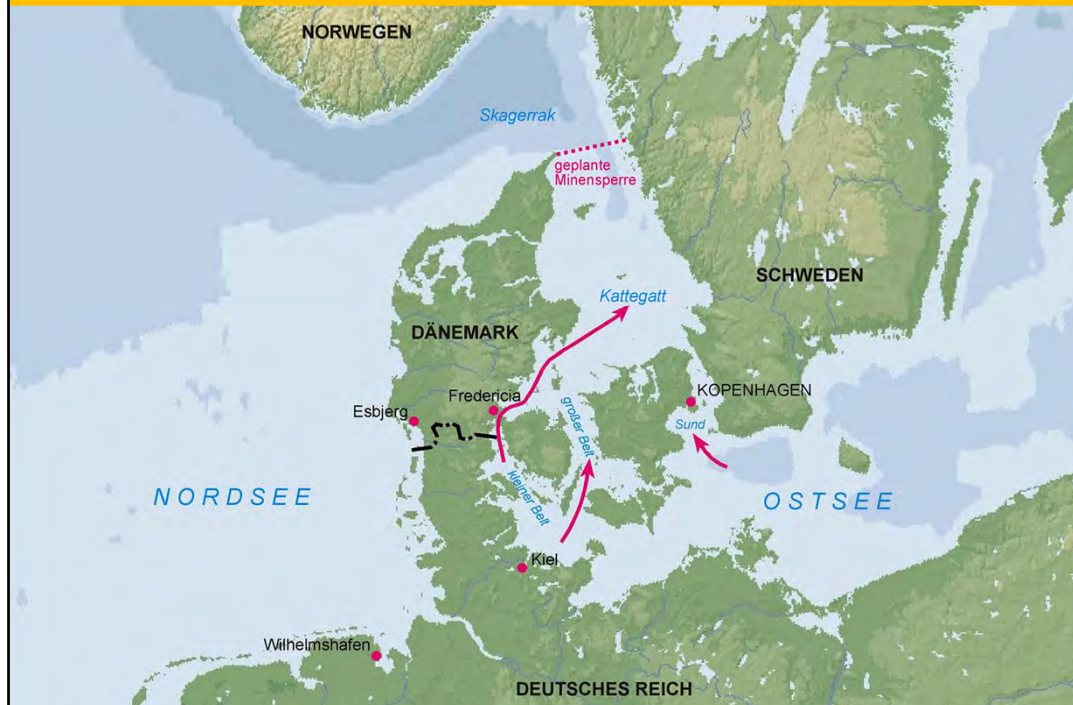 NORWEGEN
Skagerrak
geplante
Minensperre
SCHWEDEN
Kattegatt
DÄNEMARK
Fredericia
KOPENHAGEN
Esbjerg
großer Belt
Sund
kleiner Belt
NORDSEE
OSTSEE
Kiel
Wilhelmshafen
DEUTSCHES REICH